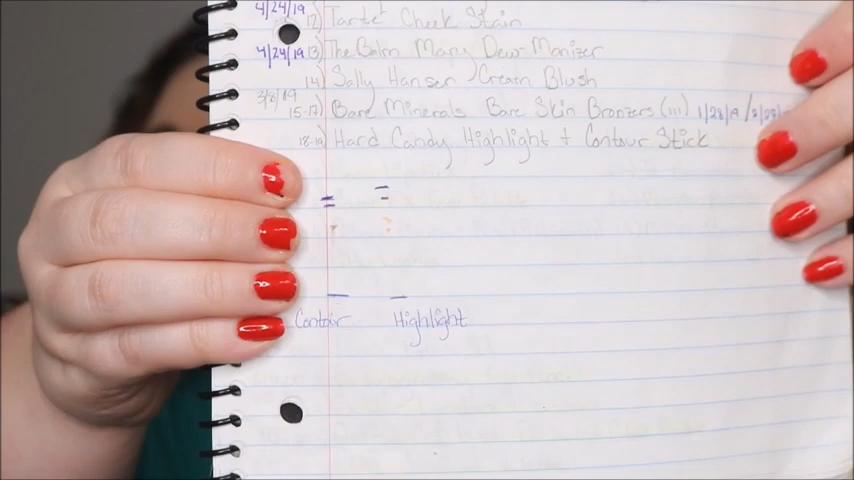 4/24/19 12) Tarte Cheek Stain
4/24/19 13) The Balm Mary Dew-Manizer
14) Sally Hansen Cream Blush
3/8/19 15-17) Bare Minerals Bare Skin Bronzers (III) 1/28/19 /
18-19) Hard Candy Highlight + Contour Stick
Contour Highlight